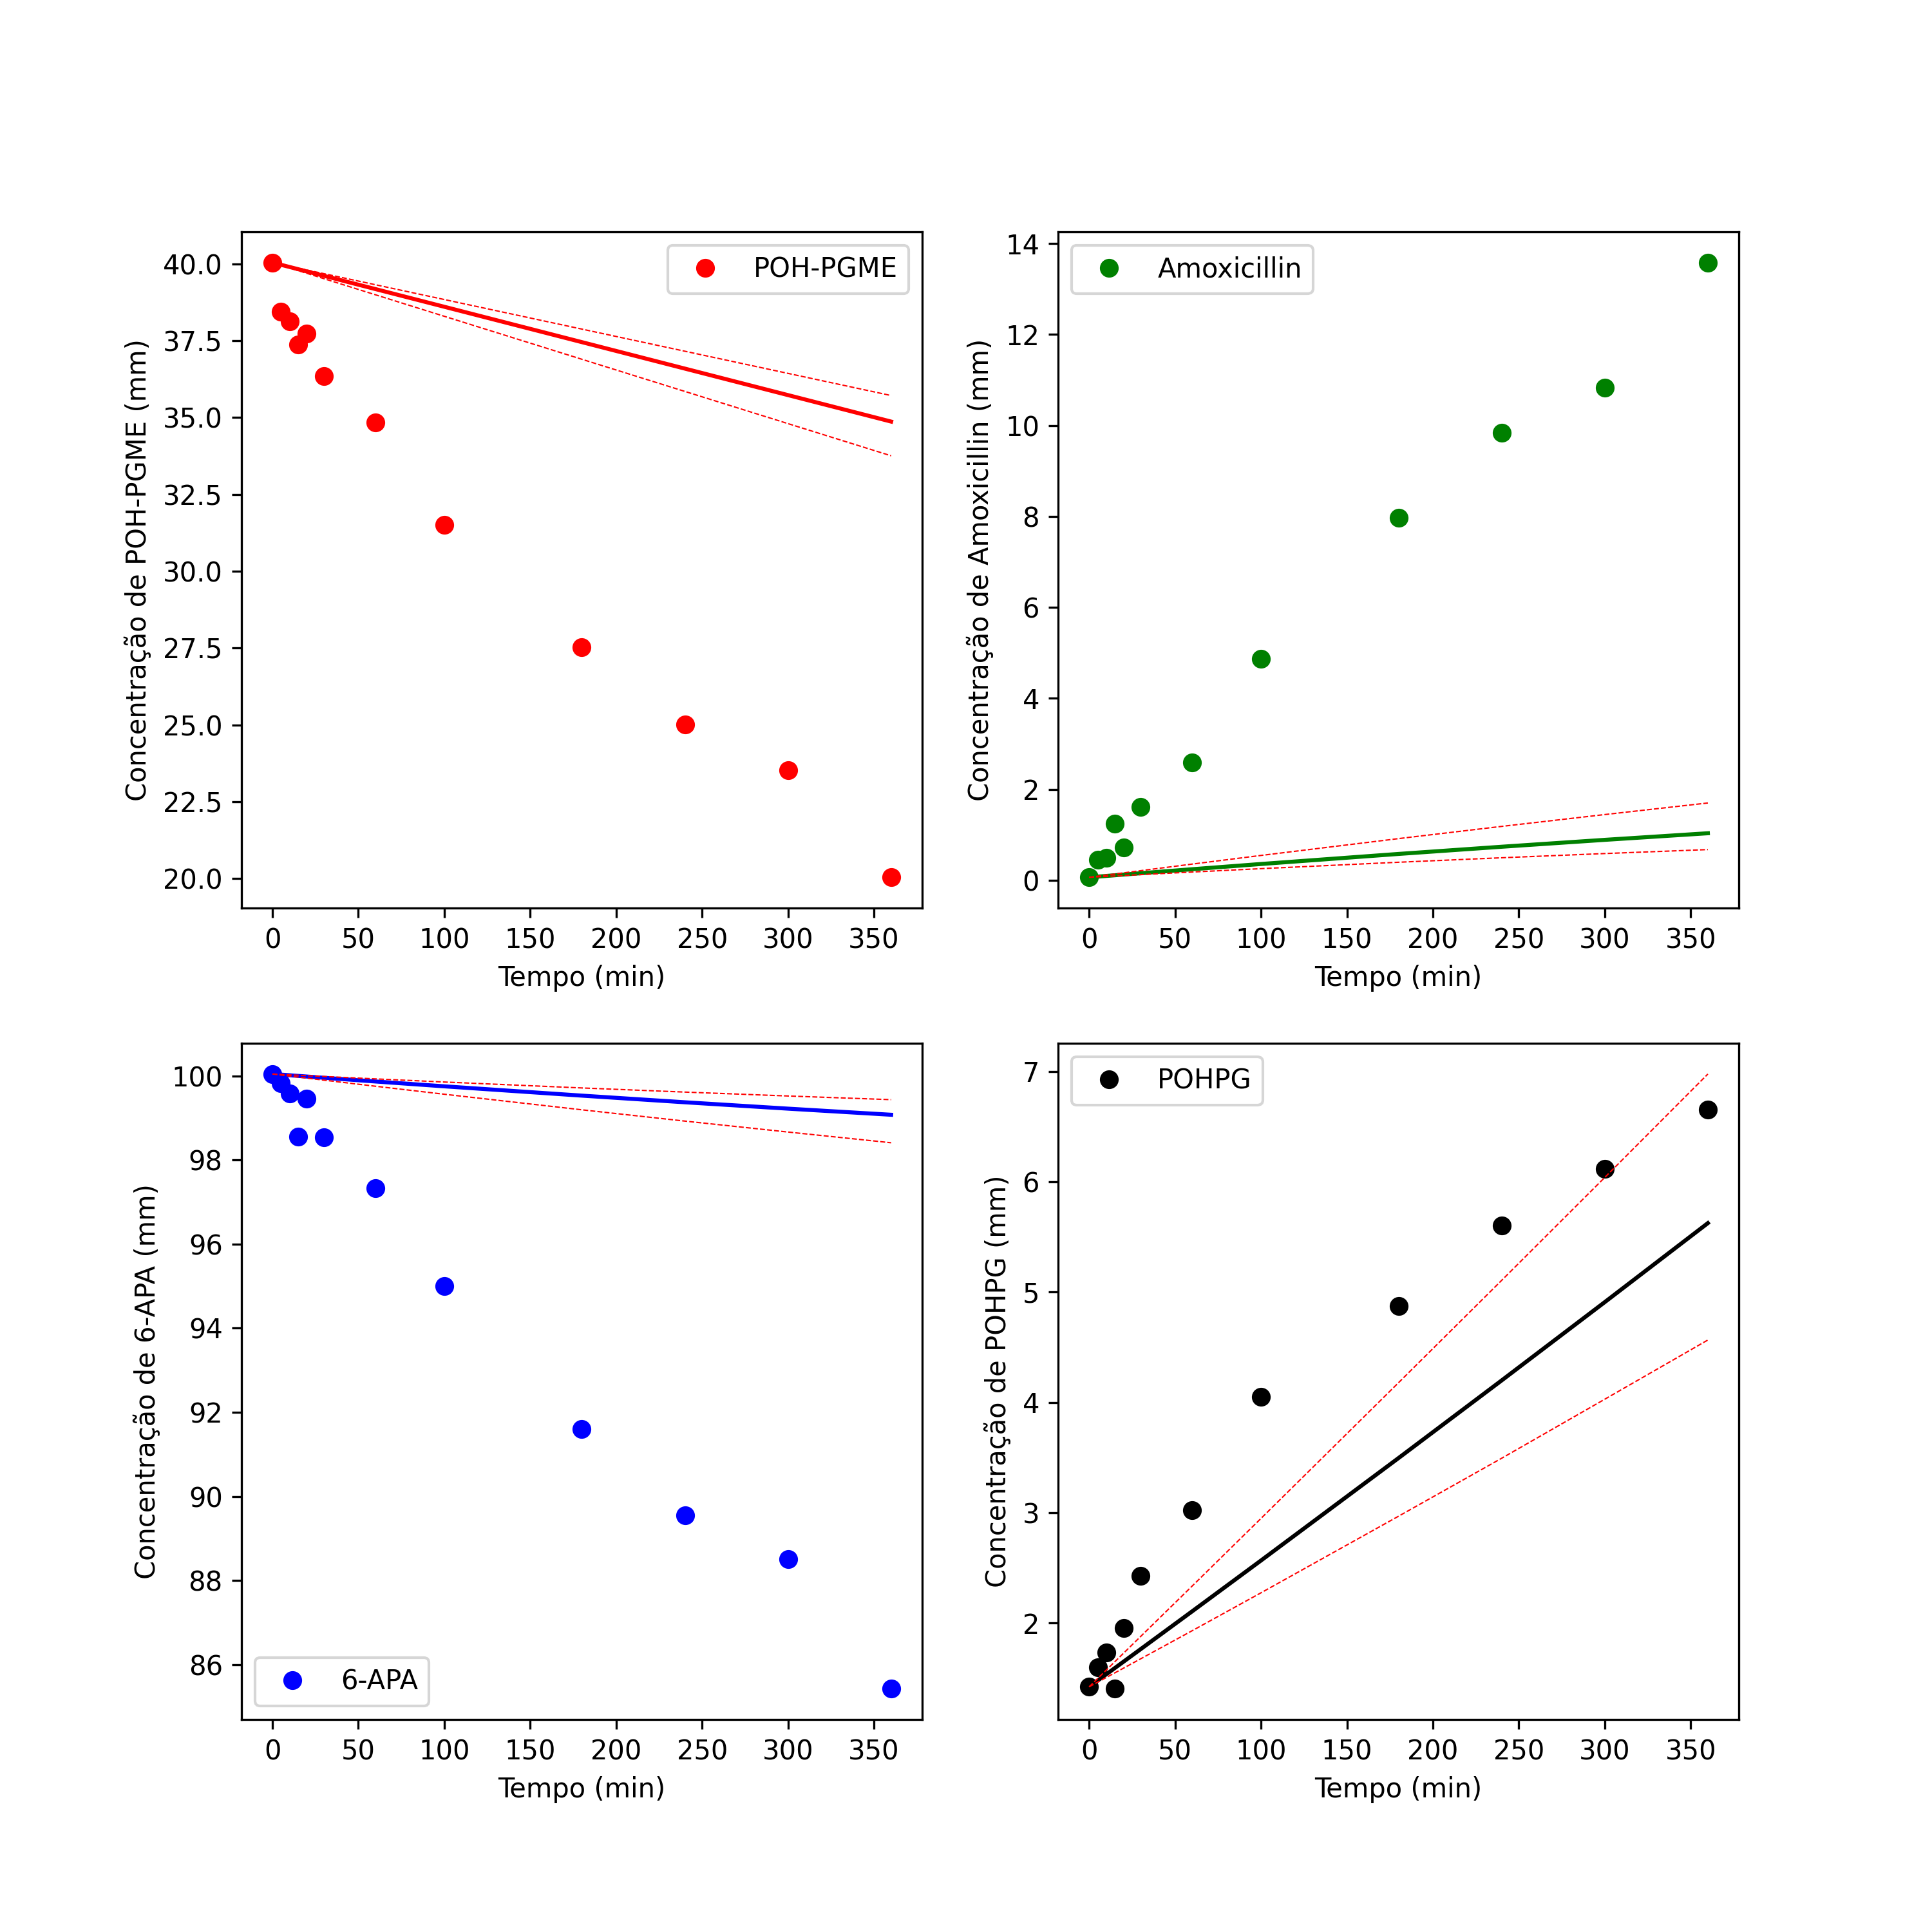 POH-PGME
Concentração de POH-PGME (mm)
40.0
37.5
35.0
32.5
30.0
27.5
25.0
22.5
20.0
0 50 100 150 200 250 300 350
Tempo (min)
Amoxicillin
Concentração de Amoxicillin (mm)
14
12
10
8
6
4
2
0
0 50 100 150 200 250 300 350
Tempo (min)
Concentração de 6-APA (mm)
100
98
96
94
92
90
88
86
6-APA
0 50 100 150 200 250 300 350
Tempo (min)
POHPG
Concentração de POHPG (mm)
7
6
5
4
3
2
0 50 100 150 200 250 300 350
Tempo (min)